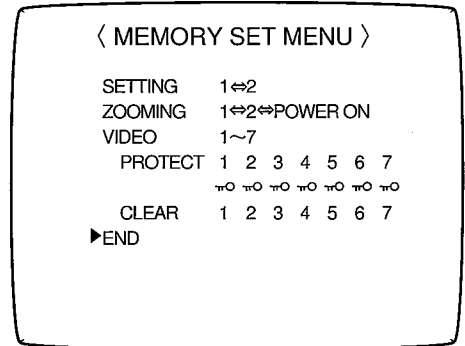 〈 MEMORY SET MENU 〉
SETTING 1⇔2
ZOOMING 1⇔2⇔POWER ON
VIDEO 1~7
PROTECT 1 2 3 4 5 6 7
CLEAR 1 2 3 4 5 6 7
▶END